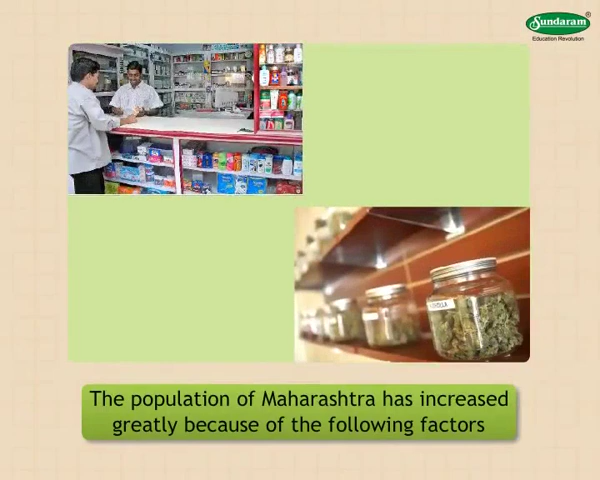 Sundaram®
Education Revolution
The population of Maharashtra has increased
greatly because of the following factors